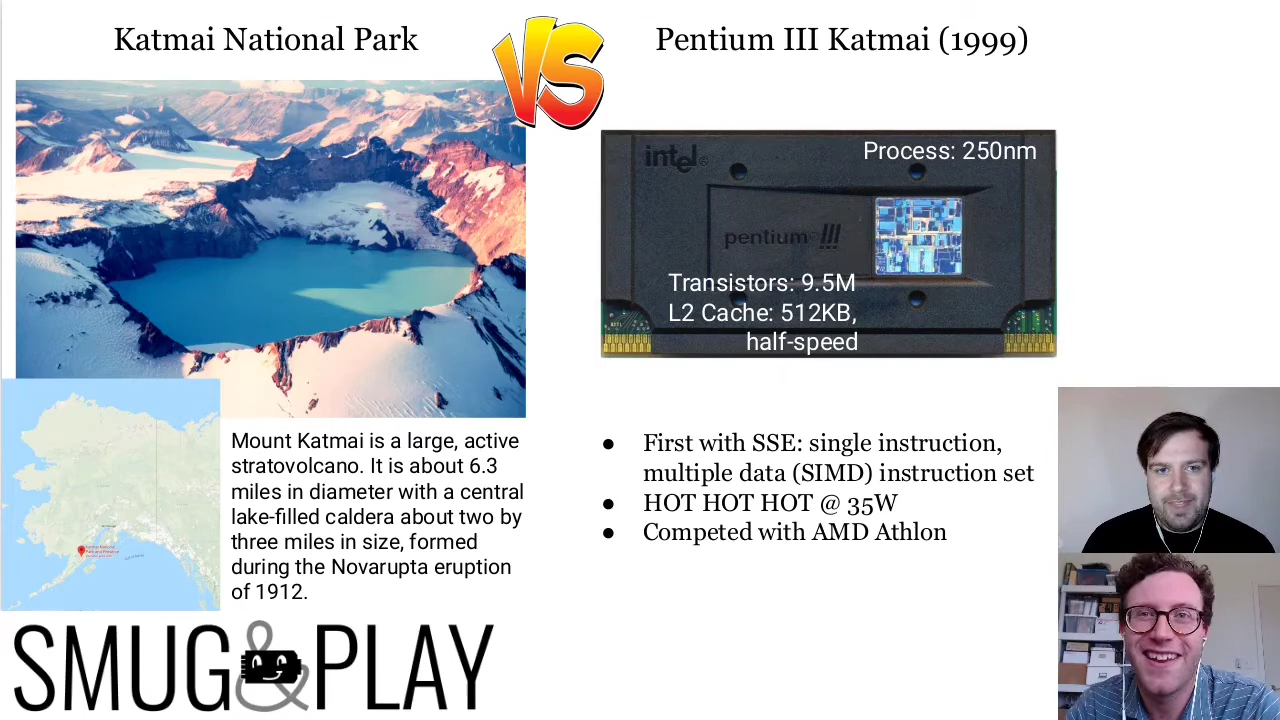 Katmai National Park
VS
Pentium III Katmai (1999)
intel®
Process: 250nm
pentium® III
Transistors: 9.5M
L2 Cache: 512KB,
half-speed
Mount Katmai is a large, active
stratovolcano. It is about 6.3
miles in diameter with a central
lake-filled caldera about two by
three miles in size, formed
during the Novarupta eruption
of 1912.
● First with SSE: single instruction,
multiple data (SIMD) instruction set
● HOT HOT HOT @ 35W
● Competed with AMD Athlon
SMUG&PLAY